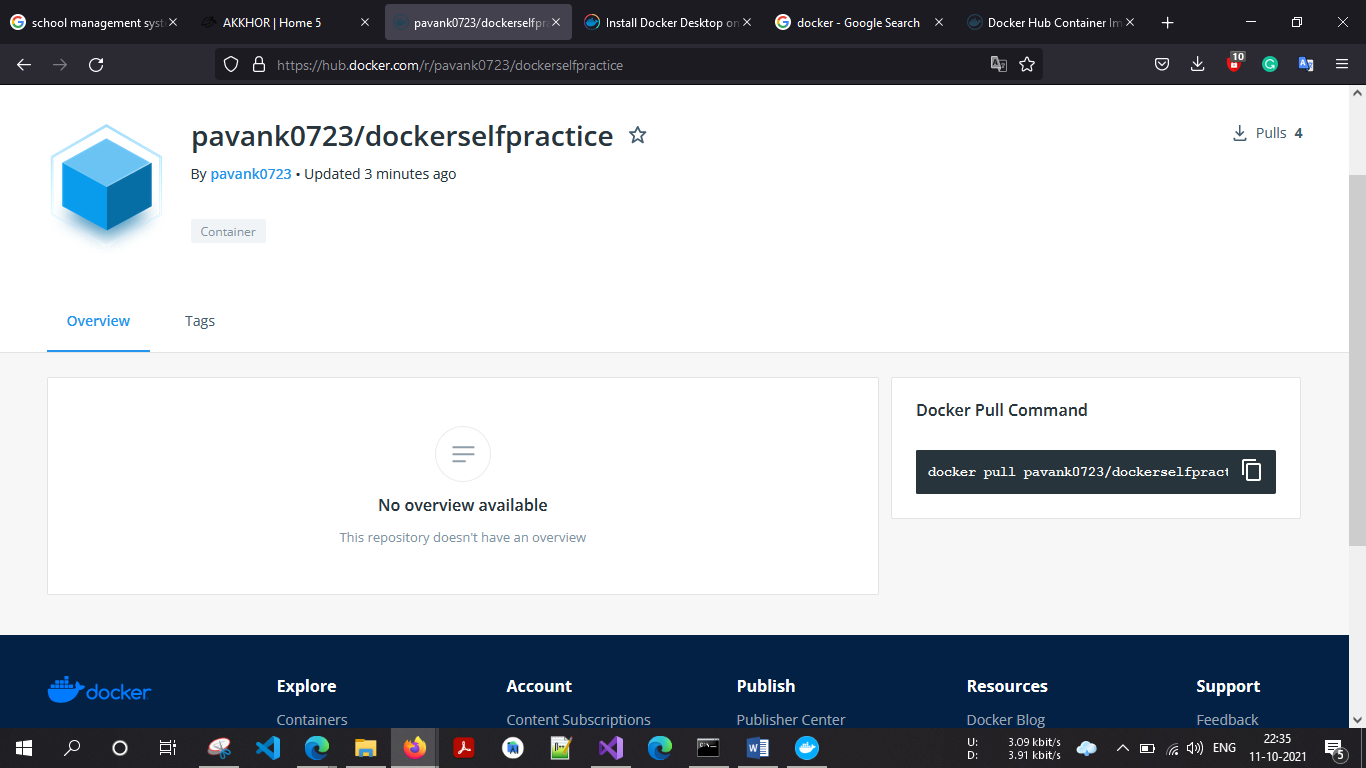 school management syst
AKKHOR | Home 5
pavank0723/dockerselfpra
Install Docker Desktop on
docker - Google Search
Docker Hub Container Im
https://hub.docker.com/r/pavank0723/dockerselfpractice
10
pavank0723/dockerselfpractice
Pulls 4
By pavank0723 • Updated 3 minutes ago
Container
Overview
Tags
No overview available
This repository doesn't have an overview
Docker Pull Command
docker pull pavank0723/dockerselfpract
docker
Explore
Account
Publish
Resources
Support
Containers
Content Subscriptions
Publisher Center
Docker Blog
Feedback
U: 3.09 kbit/s
D: 3.91 kbit/s
ENG
22:35
11-10-2021
5